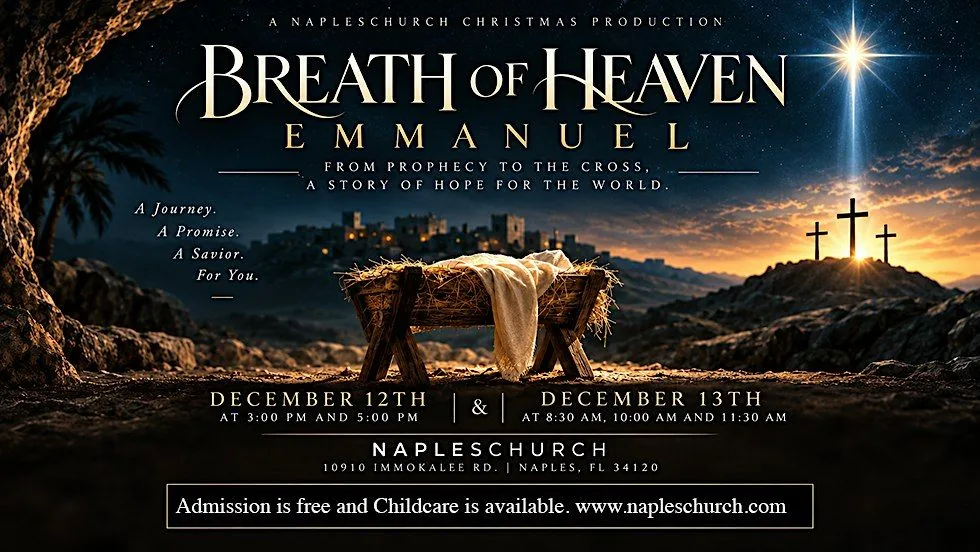 A NAPLESCHURCH CHRISTMAS PRODUCTION
BREATH OF HEAVEN
EMMANUEL
FROM PROPHECY TO THE CROSS,
A STORY OF HOPE FOR THE WORLD.
A Journey.
A Promise.
A Savior.
For You.
DECEMBER 12TH & DECEMBER 13TH
AT 3:00 PM AND 5:00 PM AT 8:30 AM, 10:00 AM AND 11:30 AM
NAPLESCHURCH
10910 IMMOKALEE RD. | NAPLES, FL 34120
Admission is free and Childcare is available. www.napleschurch.com